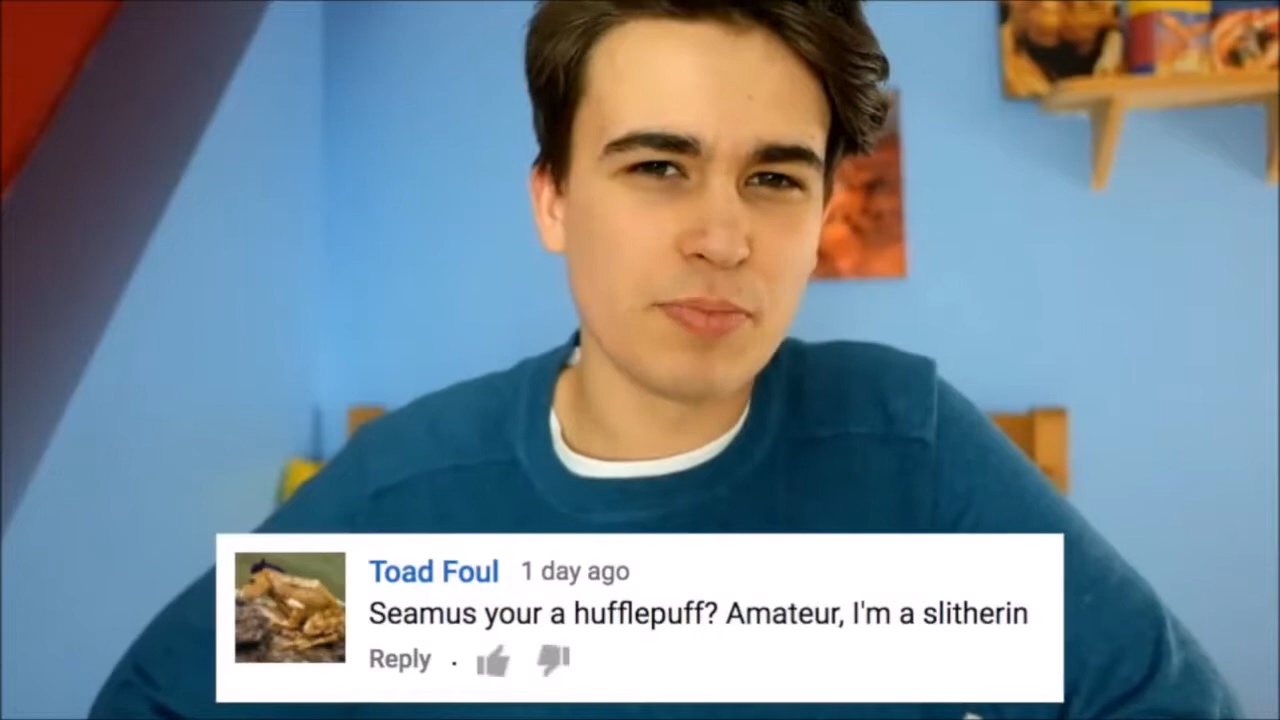 Toad Foul 1 day ago
Seamus your a hufflepuff? Amateur, I'm a slitherin
Reply .